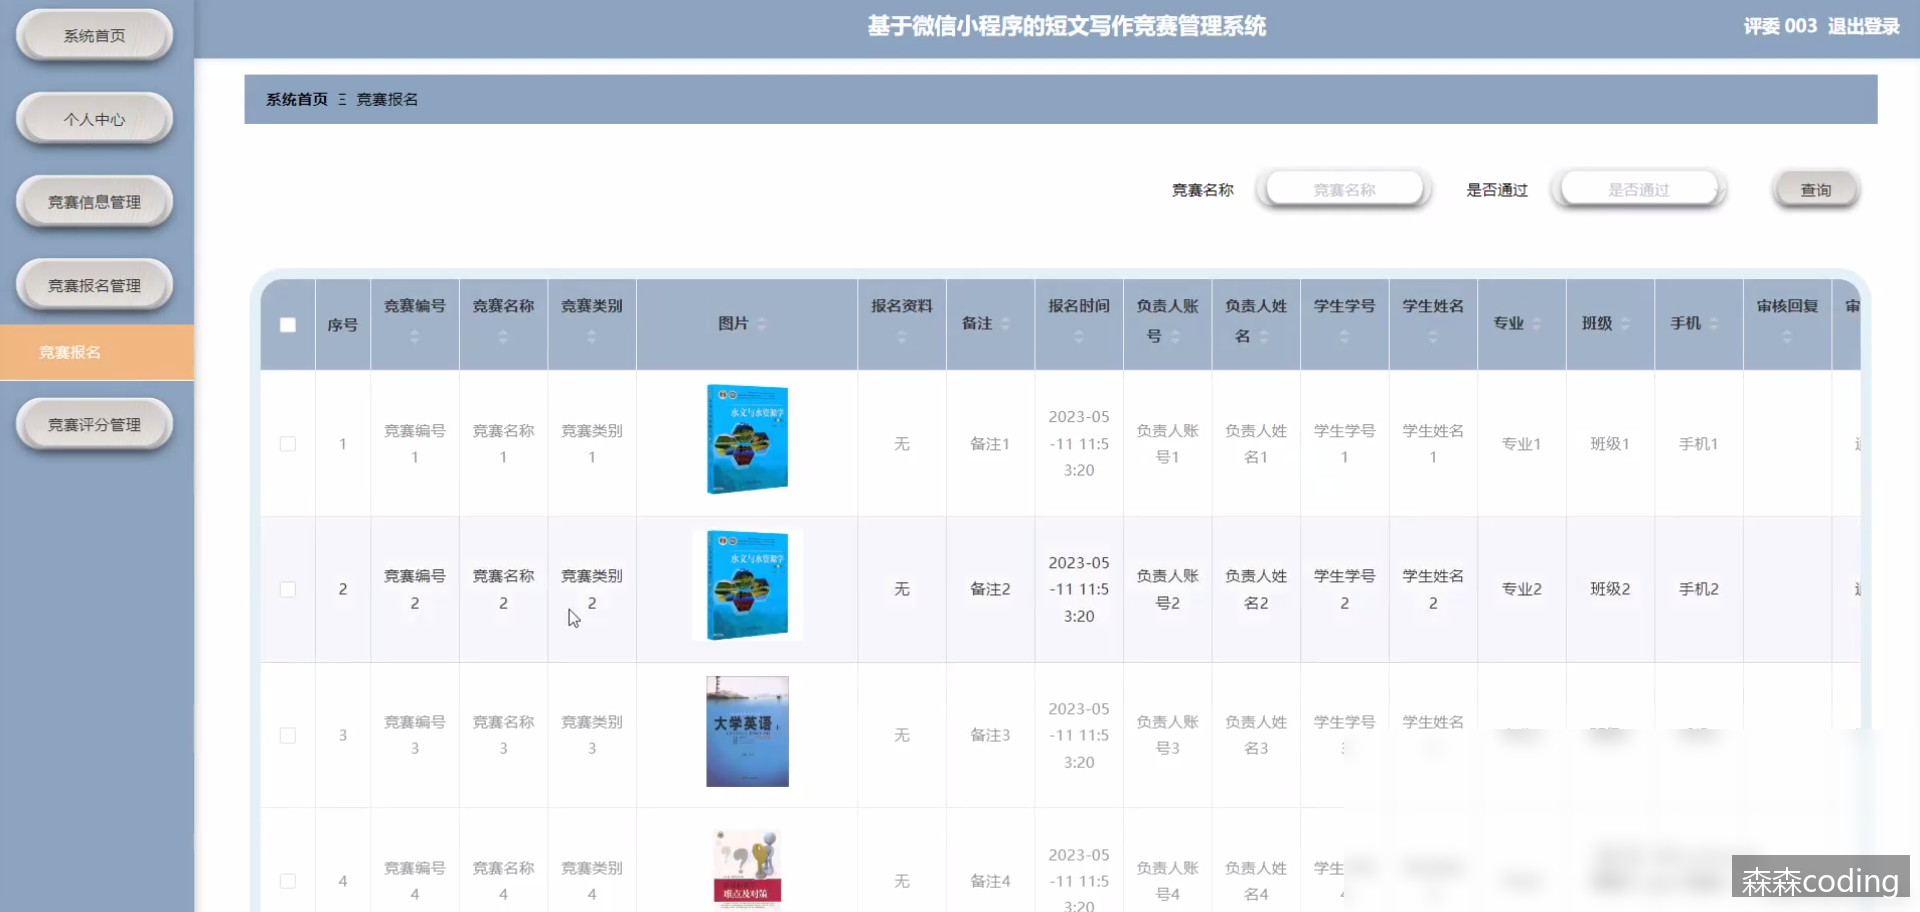 基于微信小程序的短文写作竞赛管理系统
评委 003 退出登录
系统首页
个人中心
竞赛信息管理
竞赛报名管理
竞赛报名
竞赛评分管理
系统首页 Ξ 竞赛报名
竞赛名称 竞赛名称 是否通过 是否通过 查询
序号 竞赛编号 竞赛名称 竞赛类别 图片 报名资料 备注 报名时间 负责人账号 负责人姓名 学生学号 学生姓名 专业 班级 手机 审核回复 审
1 竞赛编号1 竞赛名称1 竞赛类别1 无 备注1 2023-05-11 11:53:20 负责人账号1 负责人姓名1 学生学号1 学生姓名1 专业1 班级1 手机1
水文与水资源学
2 竞赛编号2 竞赛名称2 竞赛类别2 无 备注2 2023-05-11 11:53:20 负责人账号2 负责人姓名2 学生学号2 学生姓名2 专业2 班级2 手机2
水文与水资源学
3 竞赛编号3 竞赛名称3 竞赛类别3 无 备注3 2023-05-11 11:53:20 负责人账号3 负责人姓名3 学生学号 学生姓名
大学英语
4 竞赛编号4 竞赛名称4 竞赛类别4 无 备注4 2023-05-11 11:53:20 负责人账号4 负责人姓名4 学生
难点及对策
森森coding